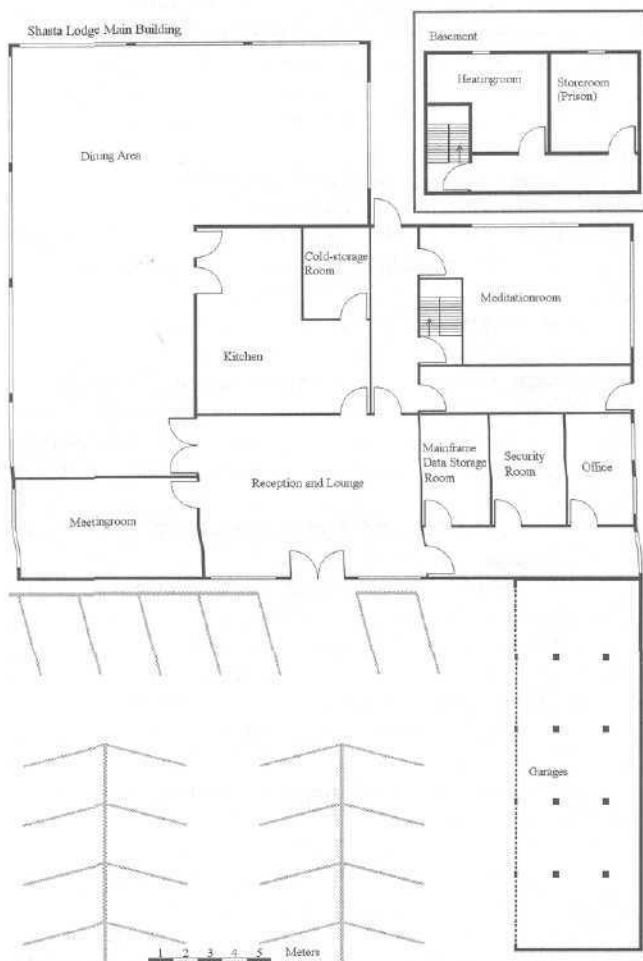 Shasta Lodge Main Building
Basement
Heatingroom
Storeroom
(Prison)
Dining Area
Cold-storage
Room
Meditationroom
Kitchen
Mainframe
Data Storage
Room
Security
Room
Office
Reception and Lounge
Meetingroom
Garages
1 2 3 4 5 Meters